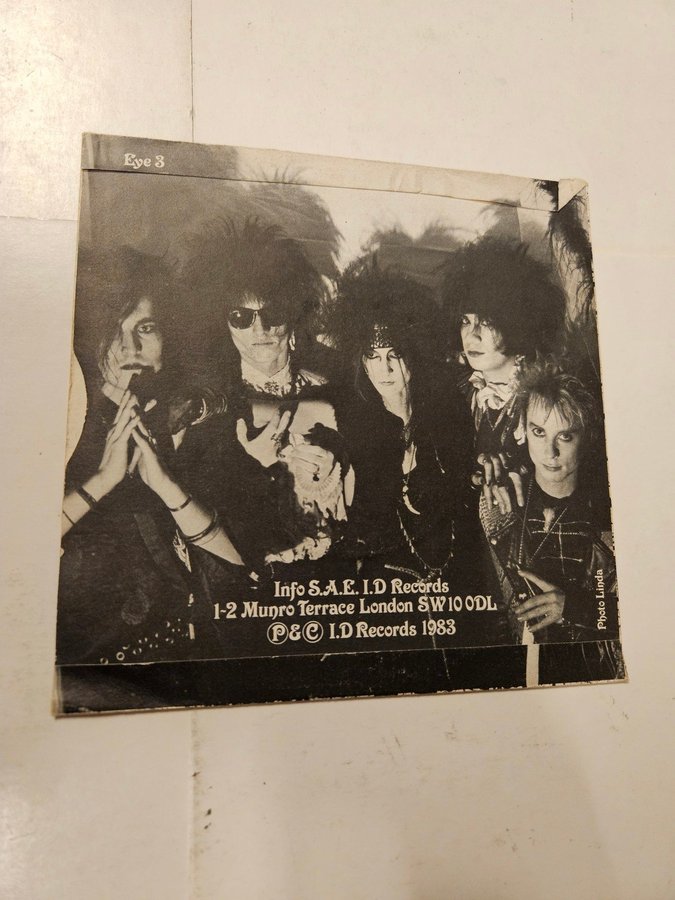 Eye 3
Info S.A.E. I.D Records
1-2 Munro Terrace London SW10 0DL
Ⓟ & Ⓒ I.D Records 1983
Photo Linda